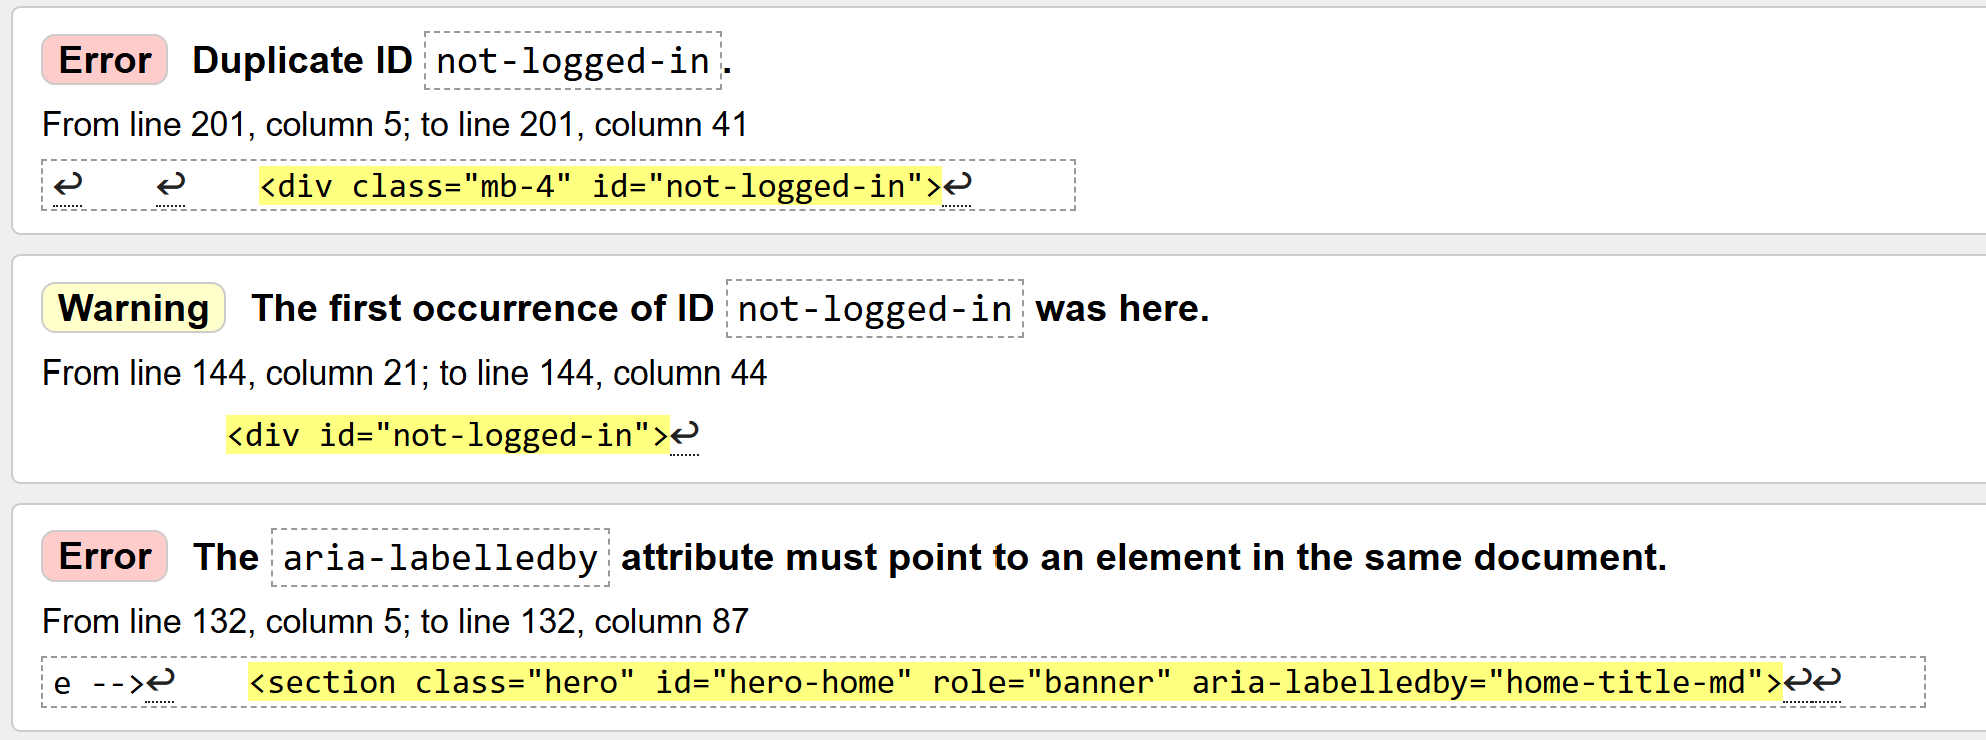 Error Duplicate ID not-logged-in.
From line 201, column 5; to line 201, column 41
↩ ↩ <div class="mb-4" id="not-logged-in">↩
Warning The first occurrence of ID not-logged-in was here.
From line 144, column 21; to line 144, column 44
<div id="not-logged-in">↩
Error The aria-labelledby attribute must point to an element in the same document.
From line 132, column 5; to line 132, column 87
e -->↩ <section class="hero" id="hero-home" role="banner" aria-labelledby="home-title-md">↩↩